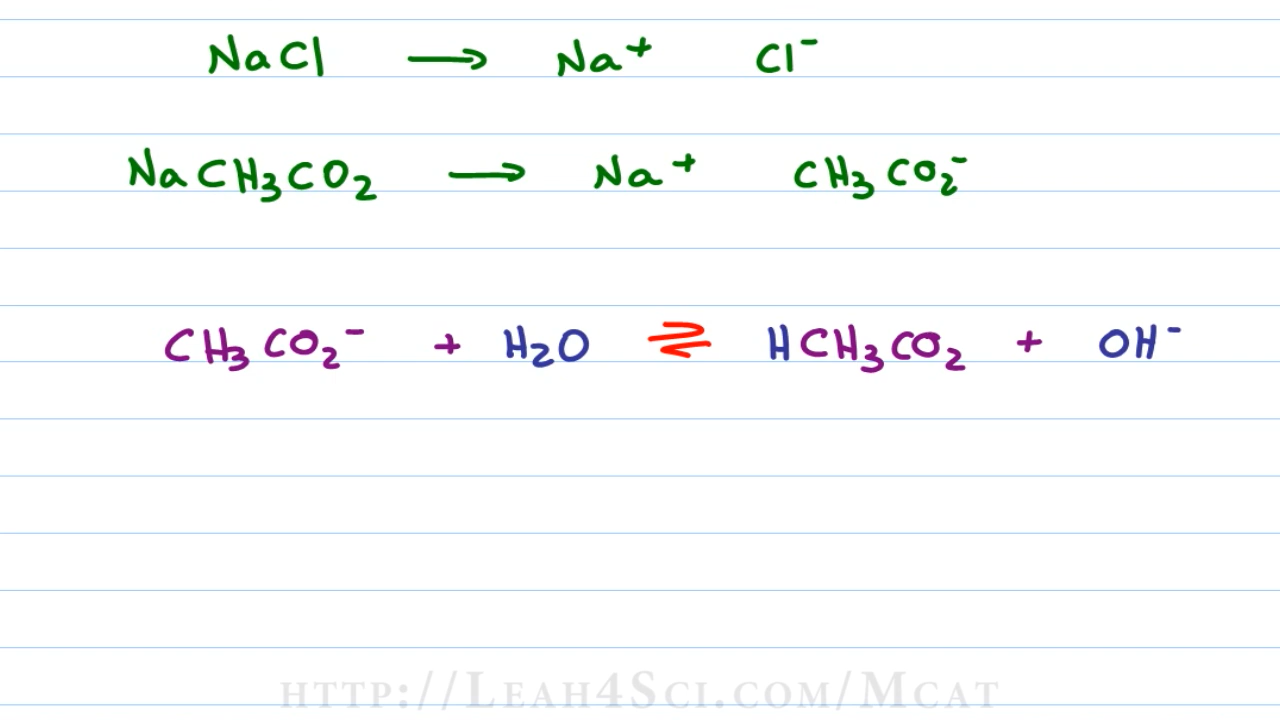 NaCl → Na⁺ Cl⁻
NaCH₃CO₂ → Na⁺ CH₃CO₂⁻
CH₃CO₂⁻ + H₂O ⇌ HCH₃CO₂ + OH⁻
HTTP://LEAH4SCI.COM/MCAT